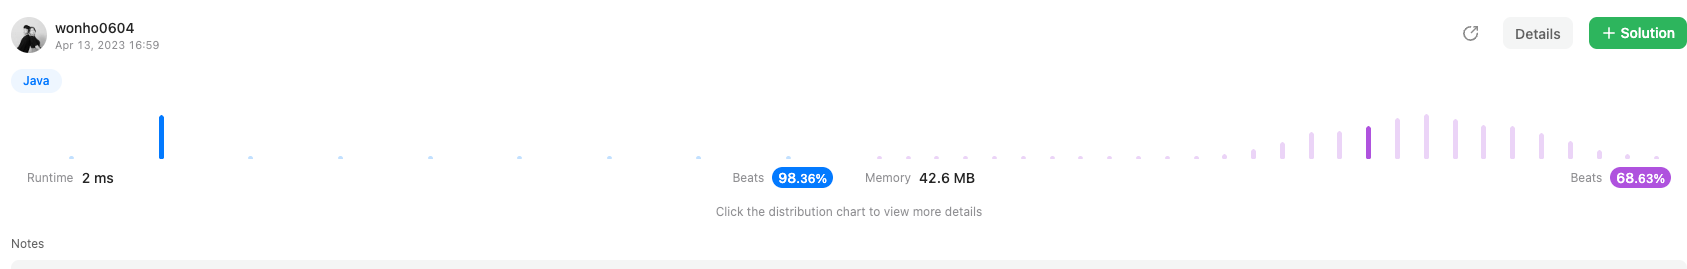 wonho0604
Apr 13, 2023 16:59
Details
+ Solution
Java
Runtime 2 ms
Beats 98.36%
Memory 42.6 MB
Beats 68.63%
Click the distribution chart to view more details
Notes